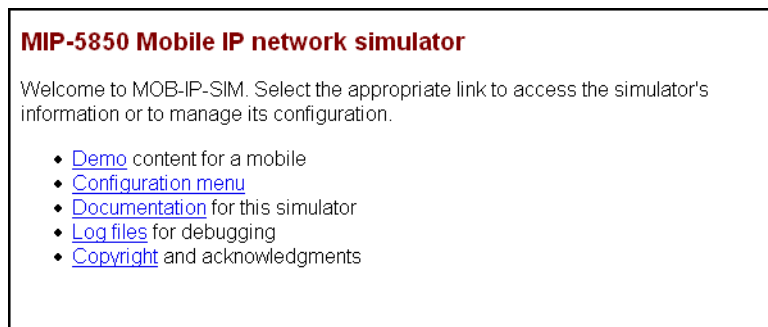 MIP-5850 Mobile IP network simulator
Welcome to MOB-IP-SIM. Select the appropriate link to access the simulator's
information or to manage its configuration.
• Demo content for a mobile
• Configuration menu
• Documentation for this simulator
• Log files for debugging
• Copyright and acknowledgments